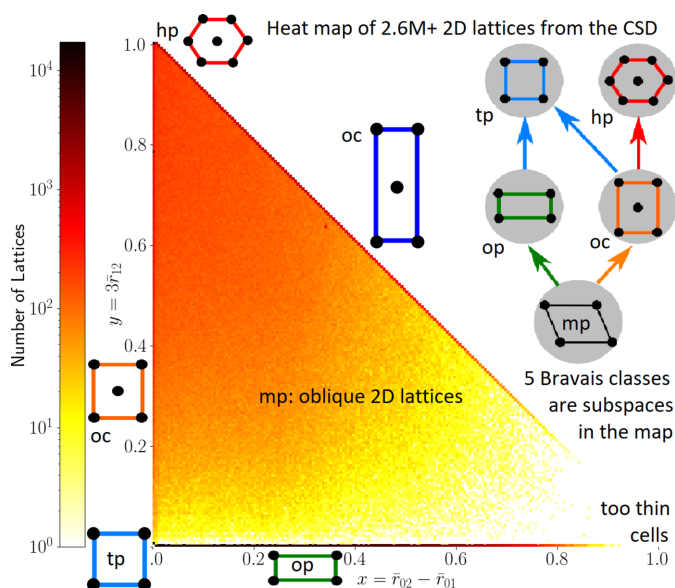 Heat map of 2.6M+ 2D lattices from the CSD
hp
10⁴
10³
10²
10¹
10⁰
Number of Lattices
1.0
0.8
0.6
0.4
0.2
y = 3r̄₁₂
oc
tp
hp
op
oc
mp
5 Bravais classes
are subspaces
in the map
mp: oblique 2D lattices
oc
too thin
cells
tp
.0
0.2
0.4
0.6
0.8
1.0
op
x = r̄₀₂ − r̄₀₁